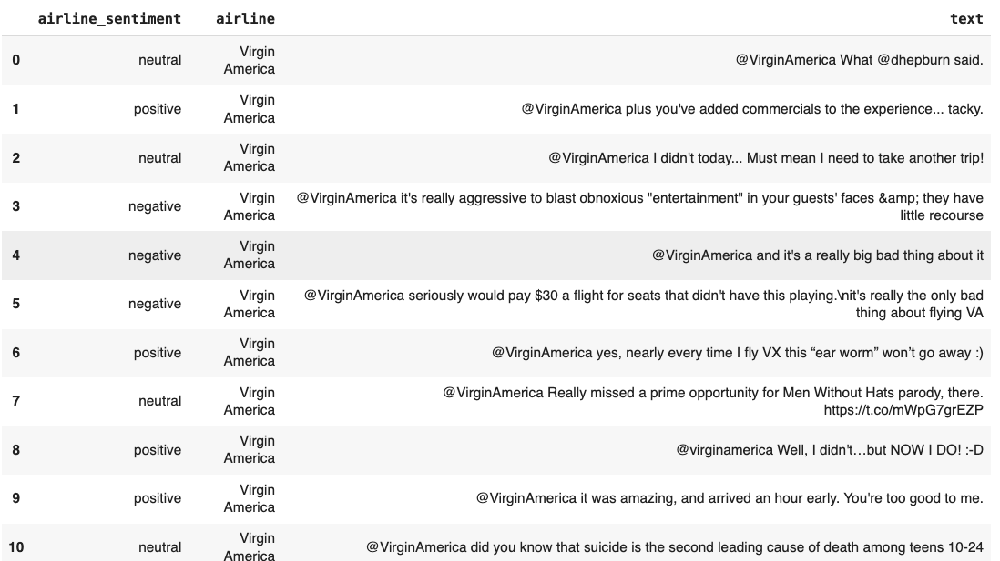 airline_sentiment airline text
0 neutral Virgin America @VirginAmerica What @dhepburn said.
1 positive Virgin America @VirginAmerica plus you've added commercials to the experience... tacky.
2 neutral Virgin America @VirginAmerica I didn't today... Must mean I need to take another trip!
3 negative Virgin America @VirginAmerica it's really aggressive to blast obnoxious "entertainment" in your guests' faces &amp; they have
little recourse
4 negative Virgin America @VirginAmerica and it's a really big bad thing about it
5 negative Virgin America @VirginAmerica seriously would pay $30 a flight for seats that didn't have this playing.\nit's really the only bad
thing about flying VA
6 positive Virgin America @VirginAmerica yes, nearly every time I fly VX this “ear worm” won’t go away :)
7 neutral Virgin America @VirginAmerica Really missed a prime opportunity for Men Without Hats parody, there.
https://t.co/mWpG7grEZP
8 positive Virgin America @virginamerica Well, I didn't…but NOW I DO! :-D
9 positive Virgin America @VirginAmerica it was amazing, and arrived an hour early. You're too good to me.
10 neutral Virgin America @VirginAmerica did you know that suicide is the second leading cause of death among teens 10-24